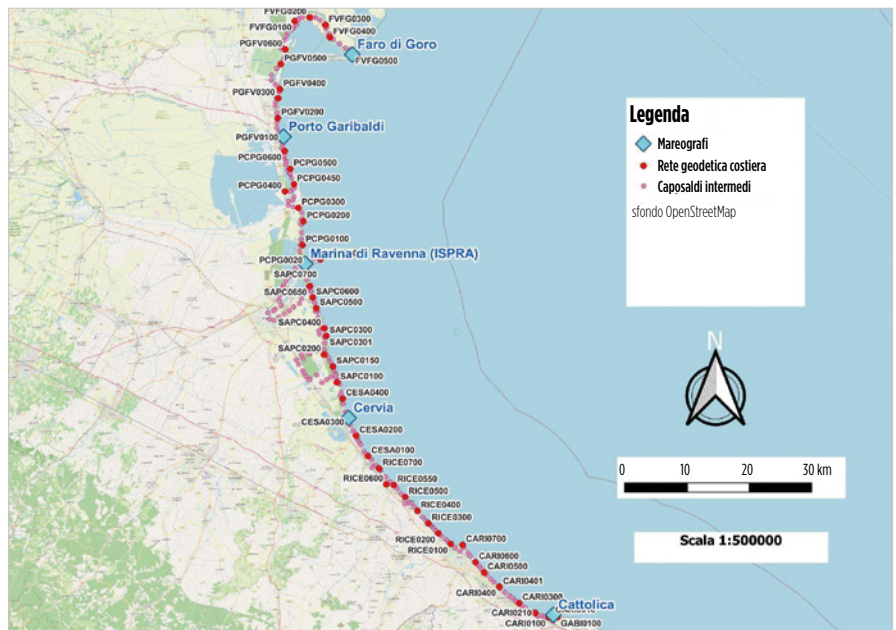 FVFG0200
FVFG0300
FVFG0100
FVFG0400
PGFV0600
Faro di Goro
FVFG0500
PGFV0500
PGFV0400
PGFV0300
PGFV0200
Porto Garibaldi
PGFV0100
PCPG0600
PCPG0500
PCPG0450
PCPG0400
PCPG0300
PCPG0200
PCPG0100
Marina di Ravenna (ISPRA)
PCPG0020
SAPC0700
SAPC0650
SAPC0600
SAPC0500
SAPC0400
SAPC0300
SAPC0301
SAPC0200
SAPC0150
SAPC0100
CESA0400
Cervia
CESA0300
CESA0200
CESA0100
RICE0700
RICE0600
RICE0550
RICE0500
RICE0400
RICE0300
RICE0200
RICE0100
CARI0700
CARI0600
CARI0500
CARI0401
CARI0400
CARI0300
Cattolica
CARI0210
CARI0100
GABI0100
Legenda
Mareografi
Rete geodetica costiera
Caposaldi intermedi
sfondo OpenStreetMap
N
0 10 20 30 km
Scala 1:500000